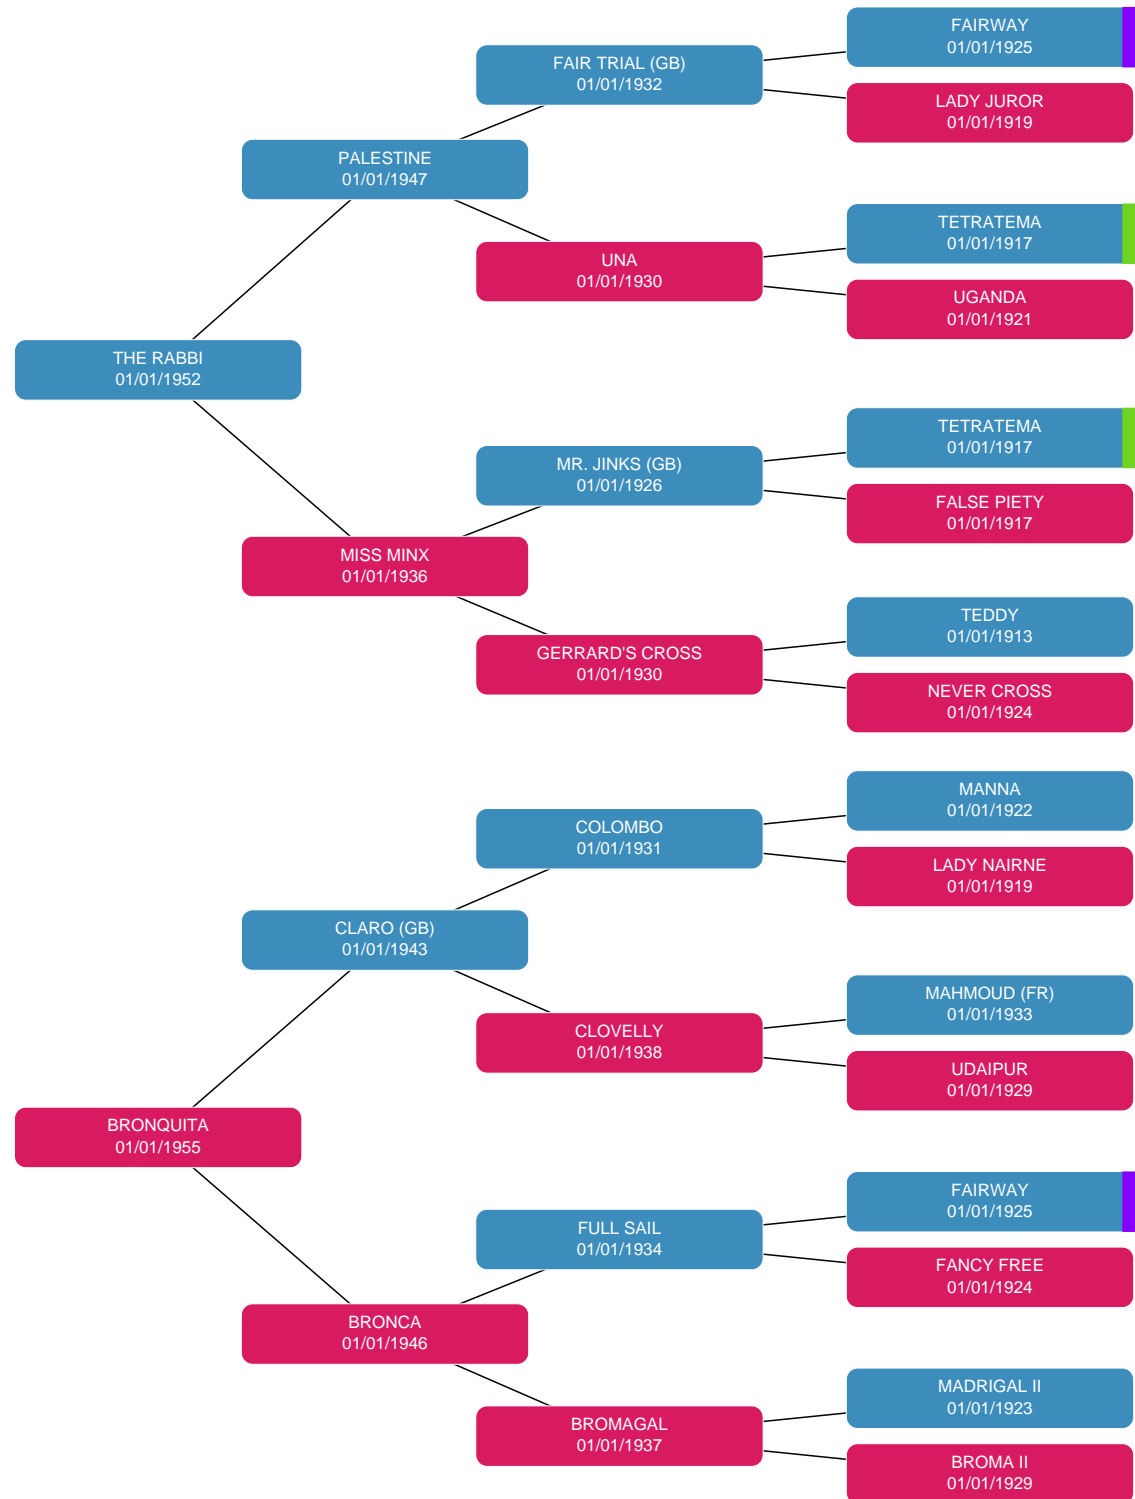 FAIRWAY
01/01/1925
FAIR TRIAL (GB)
01/01/1932
LADY JUROR
01/01/1919
PALESTINE
01/01/1947
TETRATEMA
01/01/1917
UNA
01/01/1930
UGANDA
01/01/1921
THE RABBI
01/01/1952
TETRATEMA
01/01/1917
MR. JINKS (GB)
01/01/1926
FALSE PIETY
01/01/1917
MISS MINX
01/01/1936
TEDDY
01/01/1913
GERRARD'S CROSS
01/01/1930
NEVER CROSS
01/01/1924
MANNA
01/01/1922
COLOMBO
01/01/1931
LADY NAIRNE
01/01/1919
CLARO (GB)
01/01/1943
MAHMOUD (FR)
01/01/1933
CLOVELLY
01/01/1938
UDAIPUR
01/01/1929
BRONQUITA
01/01/1955
FAIRWAY
01/01/1925
FULL SAIL
01/01/1934
FANCY FREE
01/01/1924
BRONCA
01/01/1946
MADRIGAL II
01/01/1923
BROMAGAL
01/01/1937
BROMA II
01/01/1929